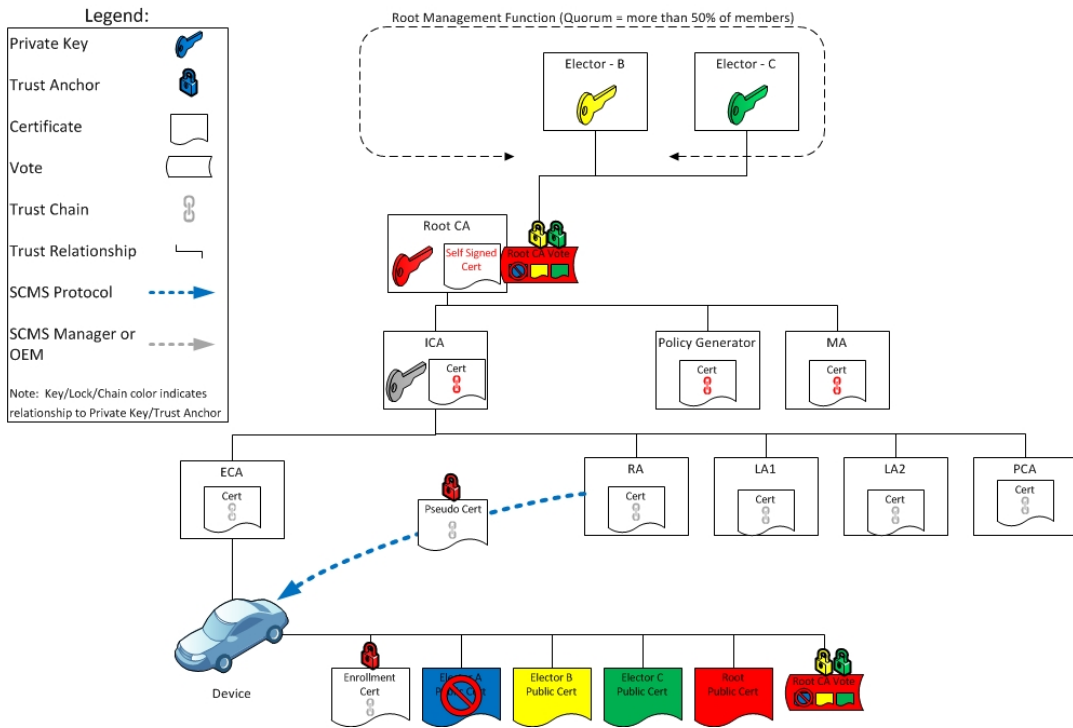 Legend:
Private Key
Trust Anchor
Certificate
Vote
Trust Chain
Trust Relationship
SCMS Protocol
SCMS Manager or
OEM
Note:  Key/Lock/Chain color indicates
relationship to Private Key/Trust Anchor
Root Management Function (Quorum = more than 50% of members)
Elector - B
Elector - C
Root CA
Self Signed
Cert
Root CA Vote
ICA
Cert
Policy Generator
Cert
MA
Cert
ECA
Cert
Pseudo Cert
RA
Cert
LA1
Cert
LA2
Cert
PCA
Cert
Device
Enrollment
Cert
Elector A
Public Cert
Elector B
Public Cert
Elector C
Public Cert
Root
Public Cert
Root CA Vote